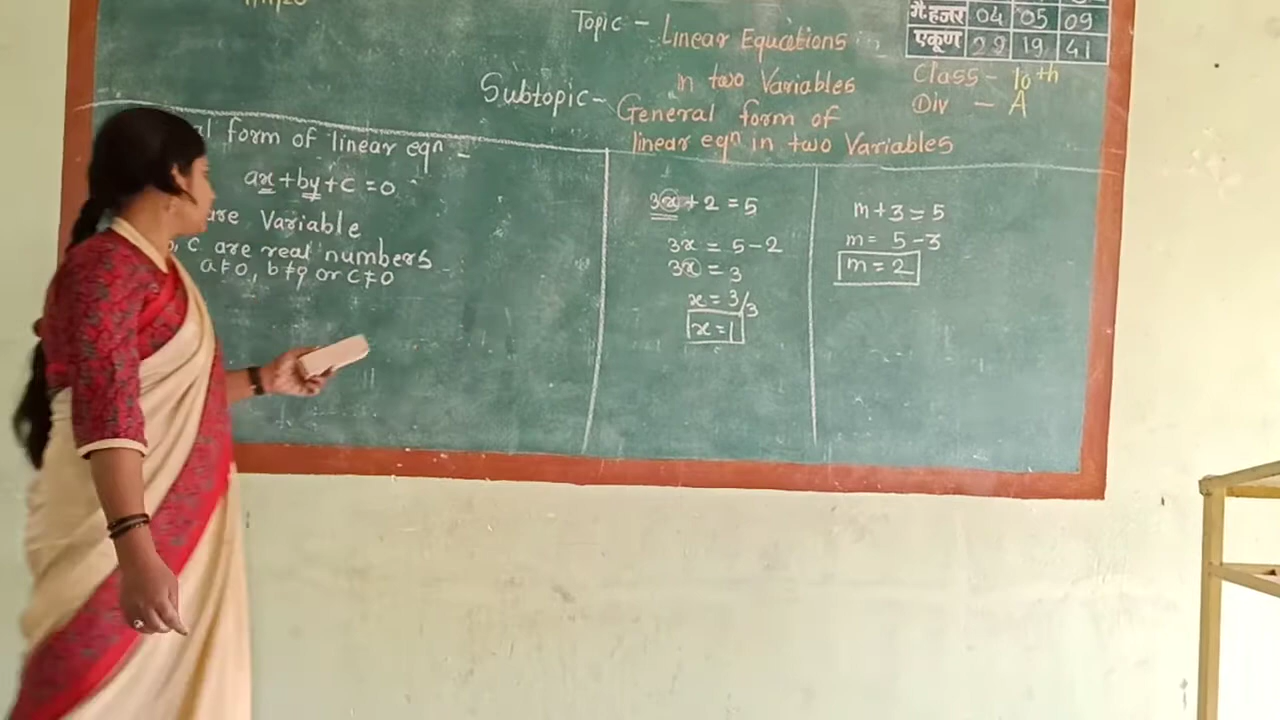 Topic - Linear Equations
in two Variables
Subtopic - General form of
linear eqⁿ in two Variables
गैरहजर 04 05 09
एकूण 22 19 41
Class - 10th
Div - A
form of linear eqⁿ -
ax + by + c = 0
are Variable
c are real numbers
a ≠ 0, b ≠ 0 or c ≠ 0
3x + 2 = 5
3x = 5 - 2
3x = 3
x = 3/3
x = 1
m + 3 = 5
m = 5 - 3
m = 2